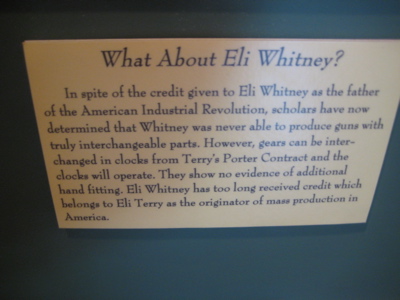 What About Eli Whitney?
In spite of the credit given to Eli Whitney as the father
of the American Industrial Revolution, scholars have now
determined that Whitney was never able to produce guns with
truly interchangeable parts. However, gears can be inter-
changed in clocks from Terry's Porter Contract and the
clocks will operate. They show no evidence of additional
hand fitting. Eli Whitney has too long received credit which
belongs to Eli Terry as the originator of mass production in
America.